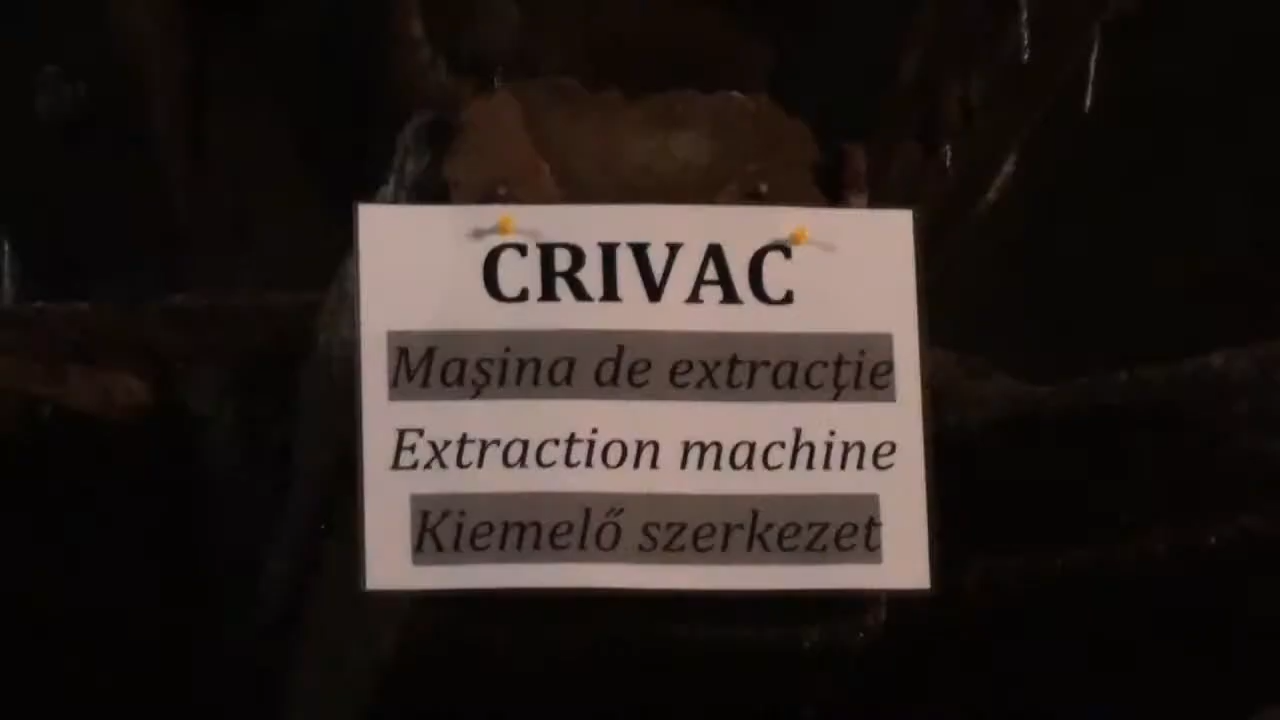 CRIVAC
Maşina de extracţie
Extraction machine
Kiemelő szerkezet